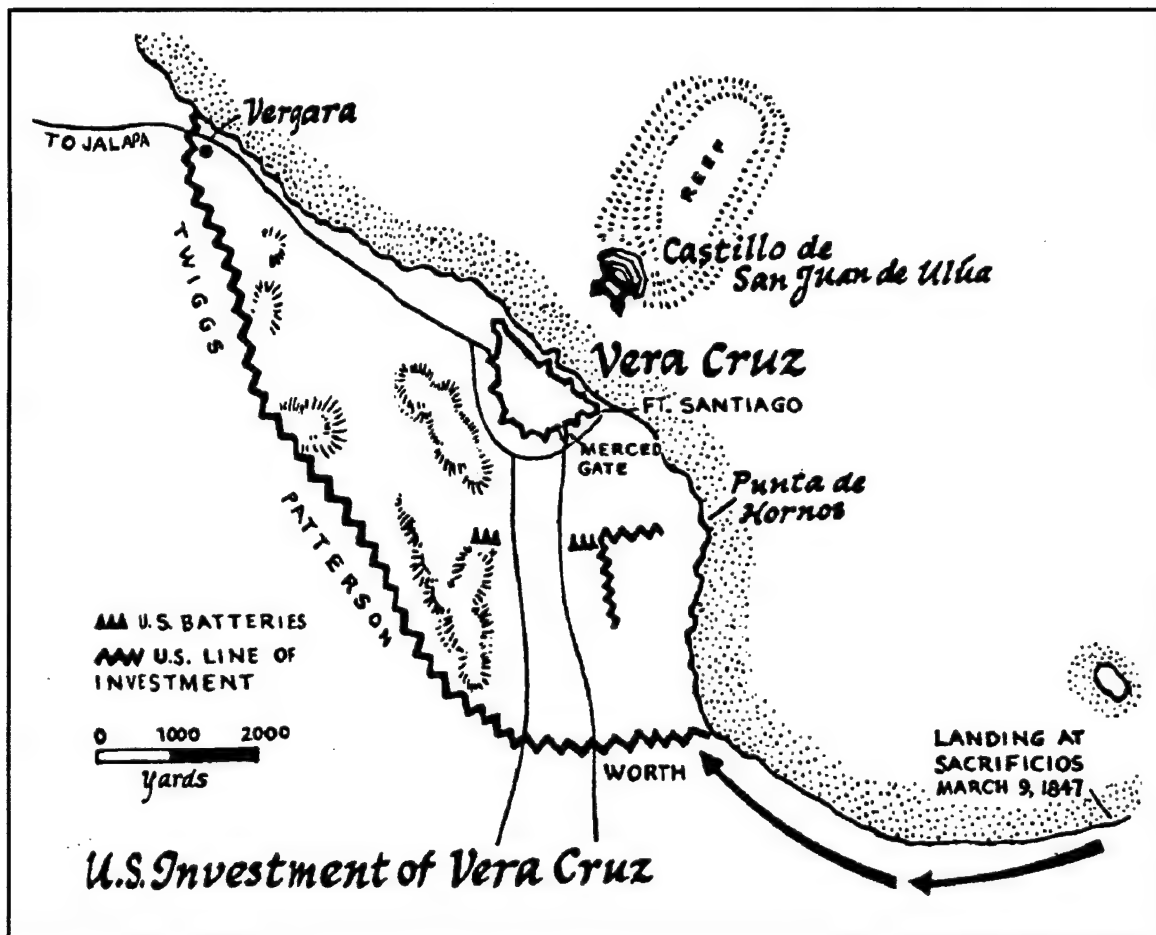 Vergara
TO JALAPA
REEF
TWIGGS
Castillo de
San Juan de Ulúa
Vera Cruz
FT. SANTIAGO
MERCED
GATE
Punta de
Hornos
PATTERSON
U.S. BATTERIES
U.S. LINE OF
INVESTMENT
0 1000 2000
Yards
WORTH
LANDING AT
SACRIFICIOS
MARCH 9, 1847
U.S. Investment of Vera Cruz